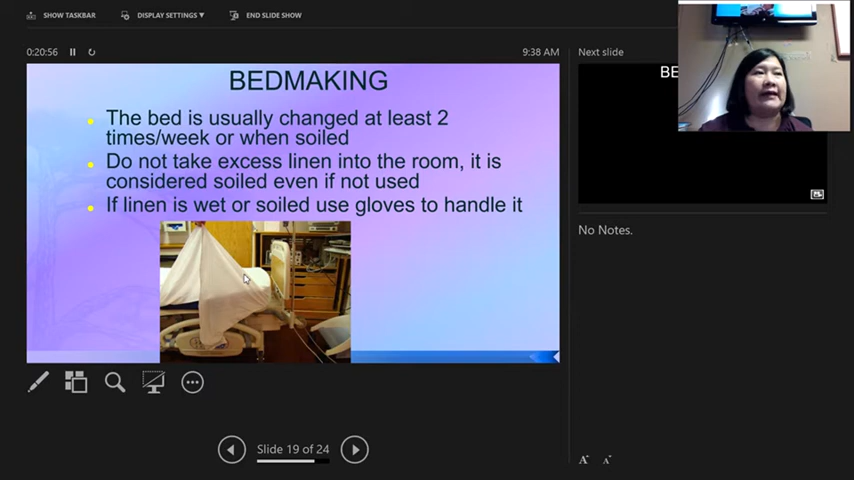 SHOW TASKBAR
DISPLAY SETTINGS ▼
END SLIDE SHOW
0:20:56
9:38 AM
Next slide
BEDMAKING
The bed is usually changed at least 2
times/week or when soiled
Do not take excess linen into the room, it is
considered soiled even if not used
If linen is wet or soiled use gloves to handle it
BE
No Notes.
Slide 19 of 24
A A